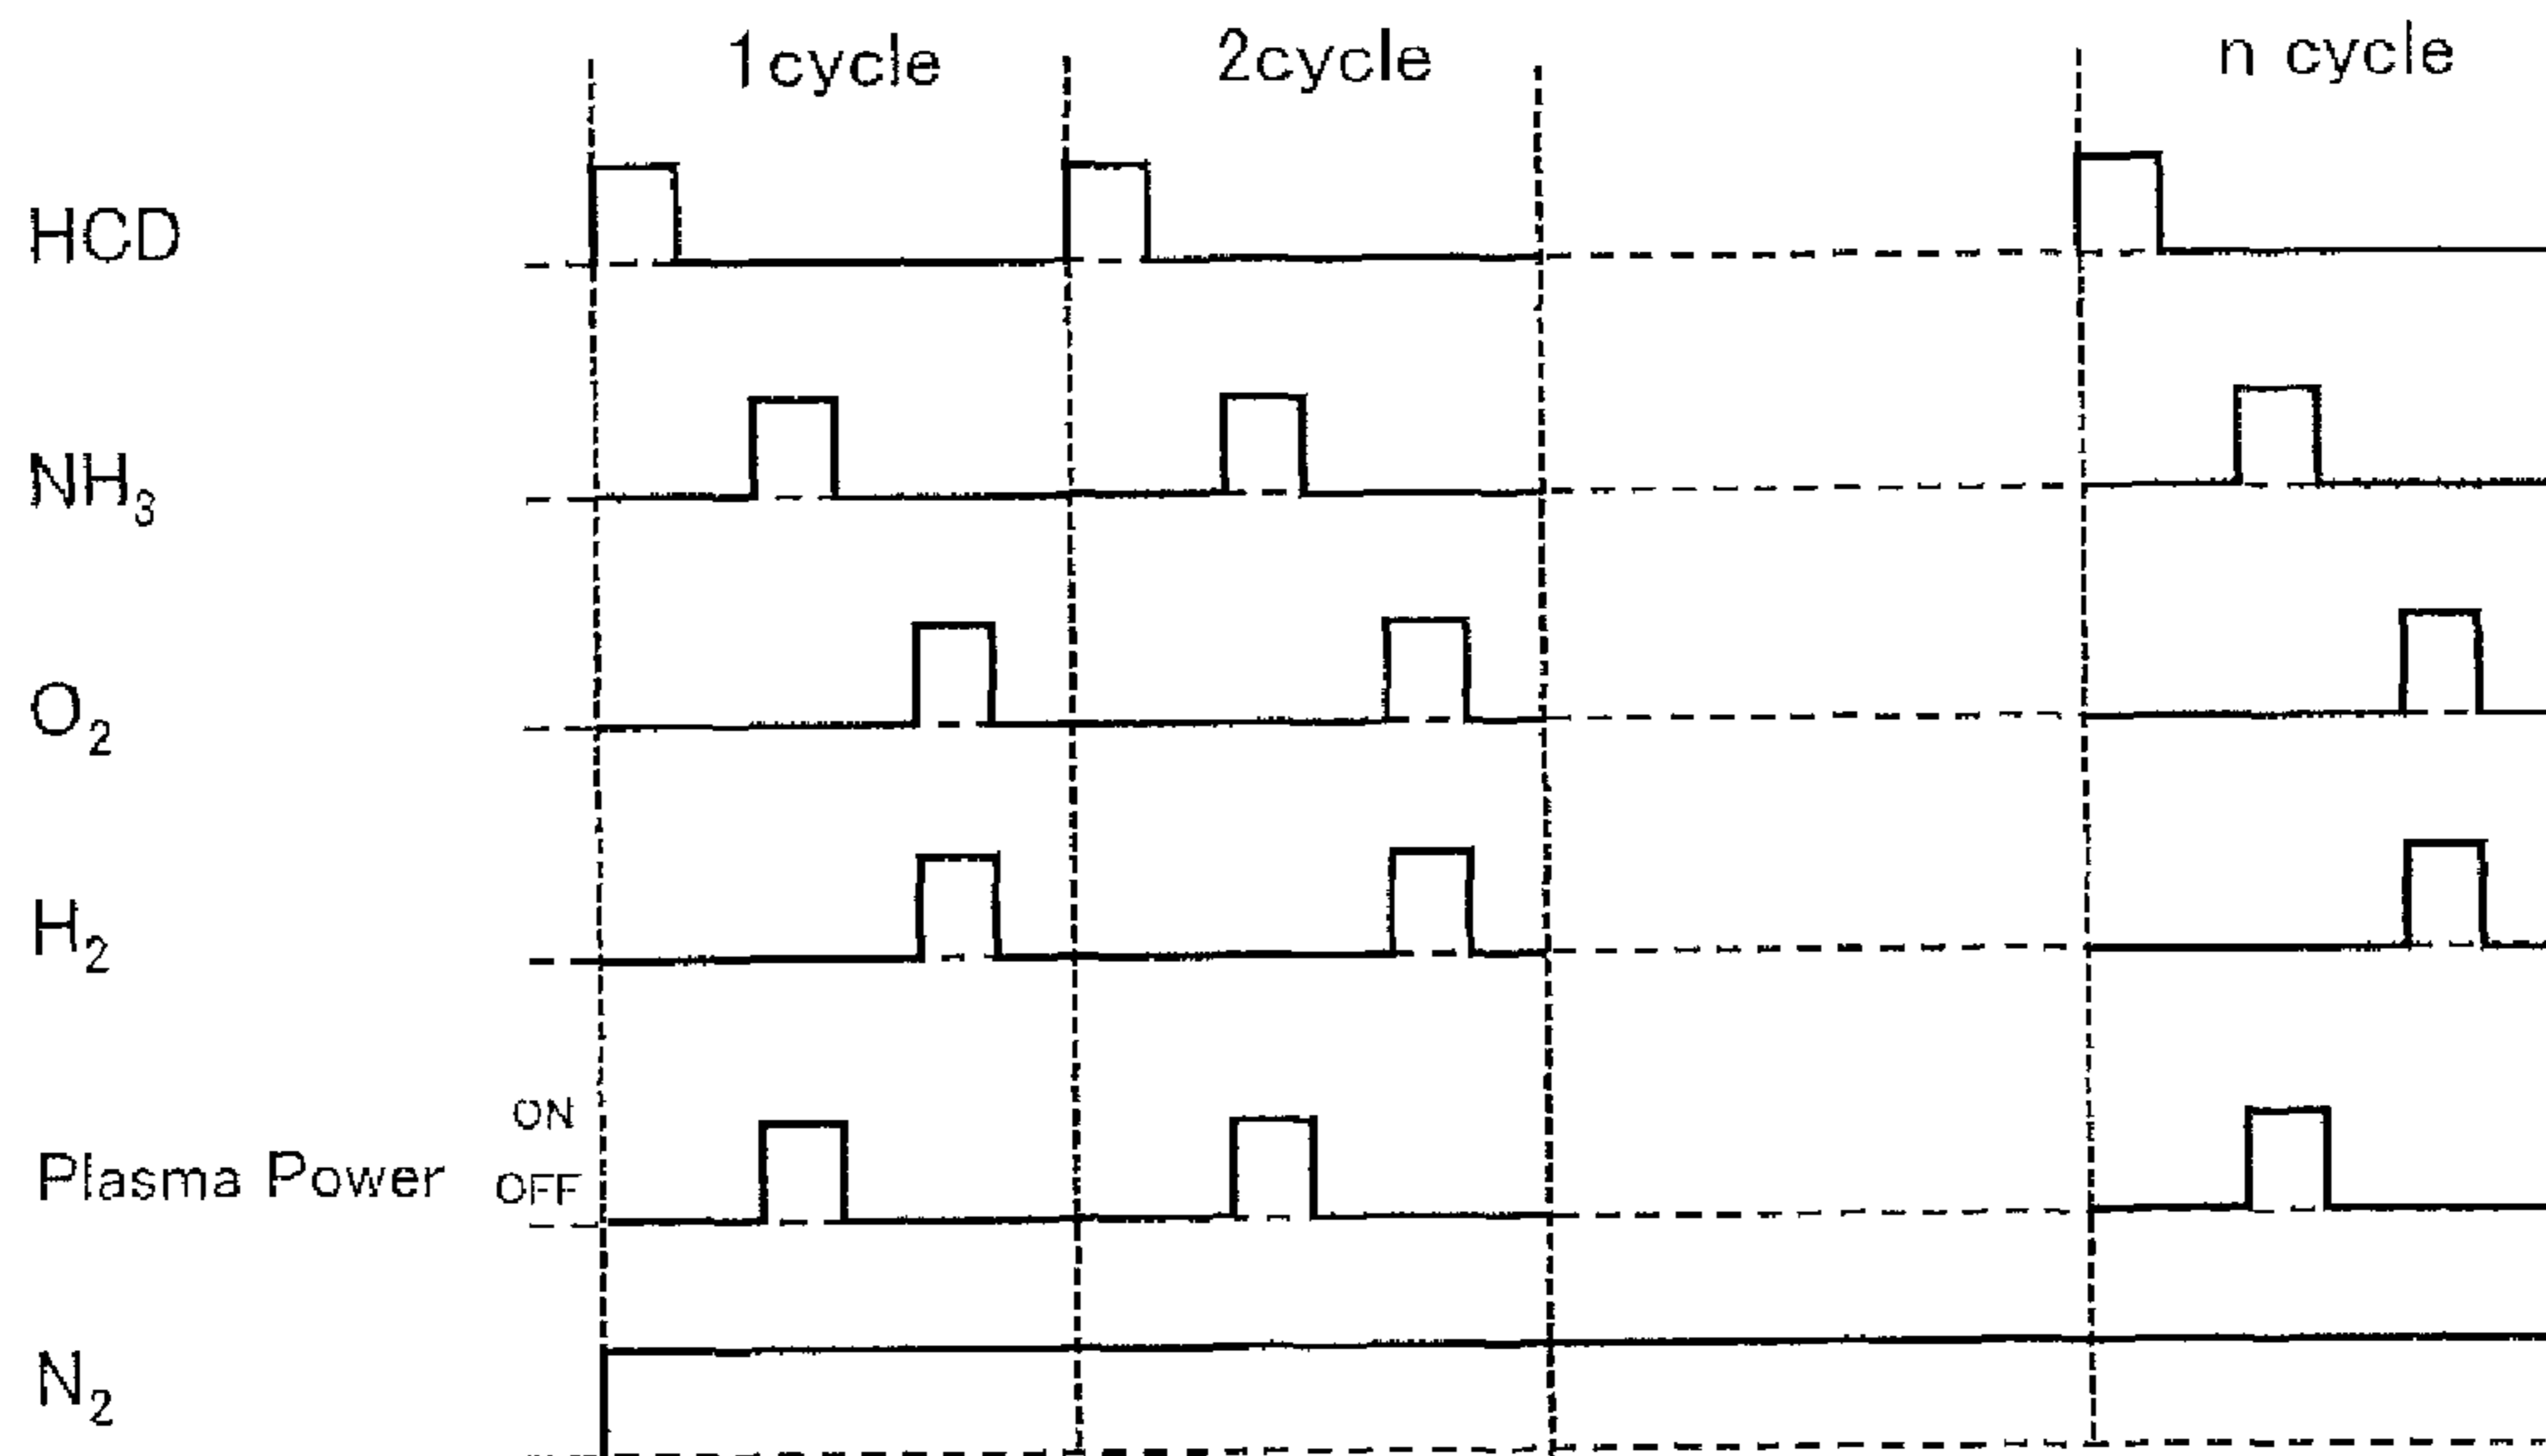 1cycle 2cycle n cycle
HCD
NH₃
O₂
H₂
ON
Plasma Power OFF
N₂